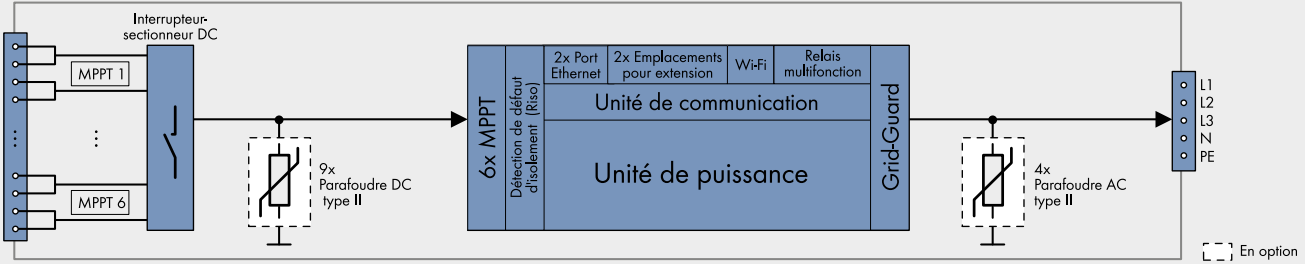 Interrupteur-
sectionneur DC
MPPT 1
⋮
⋮
MPPT 6
9x
Parafoudre DC
type II
6x MPPT
Détection de défaut
d'isolement (Riso)
2x Port
Ethernet
2x Emplacements
pour extension
Wi-Fi
Relais
multifonction
Unité de communication
Unité de puissance
Grid-Guard
4x
Parafoudre AC
type II
L1
L2
L3
N
PE
En option